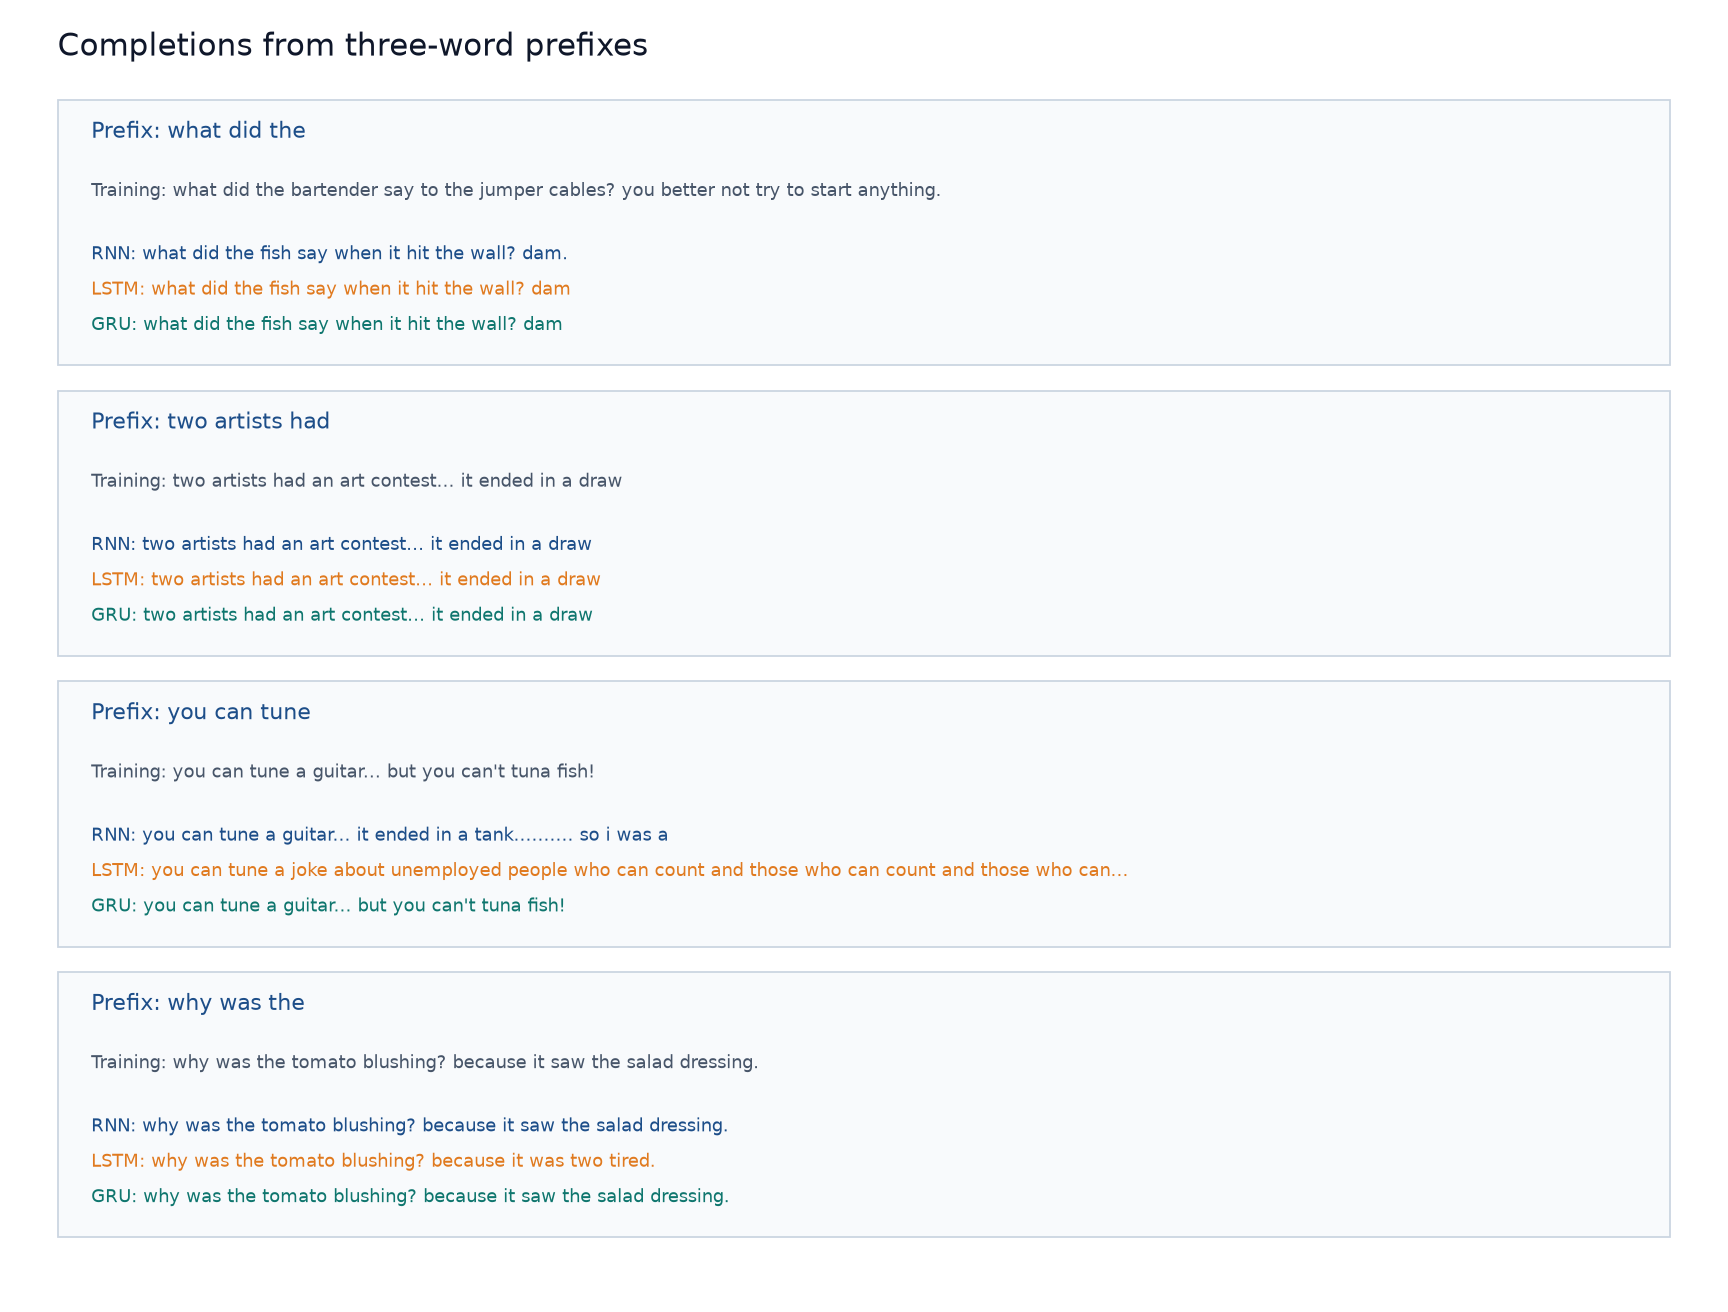 Completions from three-word prefixes
Prefix: what did the
Training: what did the bartender say to the jumper cables? you better not try to start anything.
RNN: what did the fish say when it hit the wall? dam.
LSTM: what did the fish say when it hit the wall? dam
GRU: what did the fish say when it hit the wall? dam
Prefix: two artists had
Training: two artists had an art contest... it ended in a draw
RNN: two artists had an art contest... it ended in a draw
LSTM: two artists had an art contest... it ended in a draw
GRU: two artists had an art contest... it ended in a draw
Prefix: you can tune
Training: you can tune a guitar... but you can't tuna fish!
RNN: you can tune a guitar... it ended in a tank.......... so i was a
LSTM: you can tune a joke about unemployed people who can count and those who can count and those who can...
GRU: you can tune a guitar... but you can't tuna fish!
Prefix: why was the
Training: why was the tomato blushing? because it saw the salad dressing.
RNN: why was the tomato blushing? because it saw the salad dressing.
LSTM: why was the tomato blushing? because it was two tired.
GRU: why was the tomato blushing? because it saw the salad dressing.